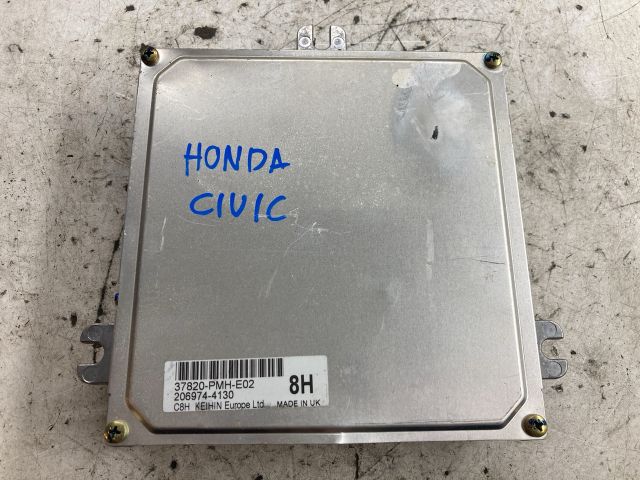 HONDA
CIVIC
37820-PMH-E02
206974-4130
8H
C8H KEIHIN Europe Ltd. MADE IN UK